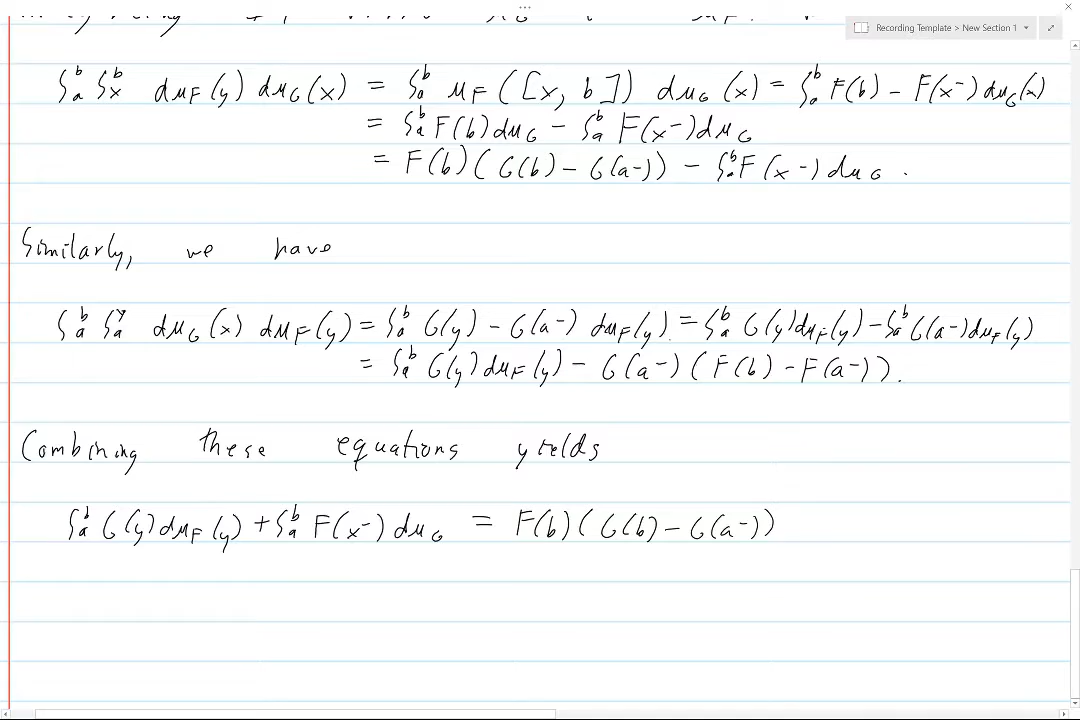 Recording Template > New Section 1
∫ₐᵇ ∫ₓᵇ dμ_F(y) dμ_G(x) = ∫ₐᵇ μ_F([x, b]) dμ_G(x) = ∫ₐᵇ F(b) - F(x-) dμ_G(x)
= ∫ₐᵇ F(b) dμ_G - ∫ₐᵇ F(x-) dμ_G
= F(b)(G(b) - G(a-)) - ∫ₐᵇ F(x-) dμ_G .
Similarly, we have
∫ₐᵇ ∫ₐʸ dμ_G(x) dμ_F(y) = ∫ₐᵇ G(y) - G(a-) dμ_F(y) = ∫ₐᵇ G(y) dμ_F(y) - ∫ₐᵇ G(a-) dμ_F(y)
= ∫ₐᵇ G(y) dμ_F(y) - G(a-)(F(b) - F(a-)).
Combining these equations yields
∫ₐᵇ G(y) dμ_F(y) + ∫ₐᵇ F(x-) dμ_G = F(b)(G(b) - G(a-))